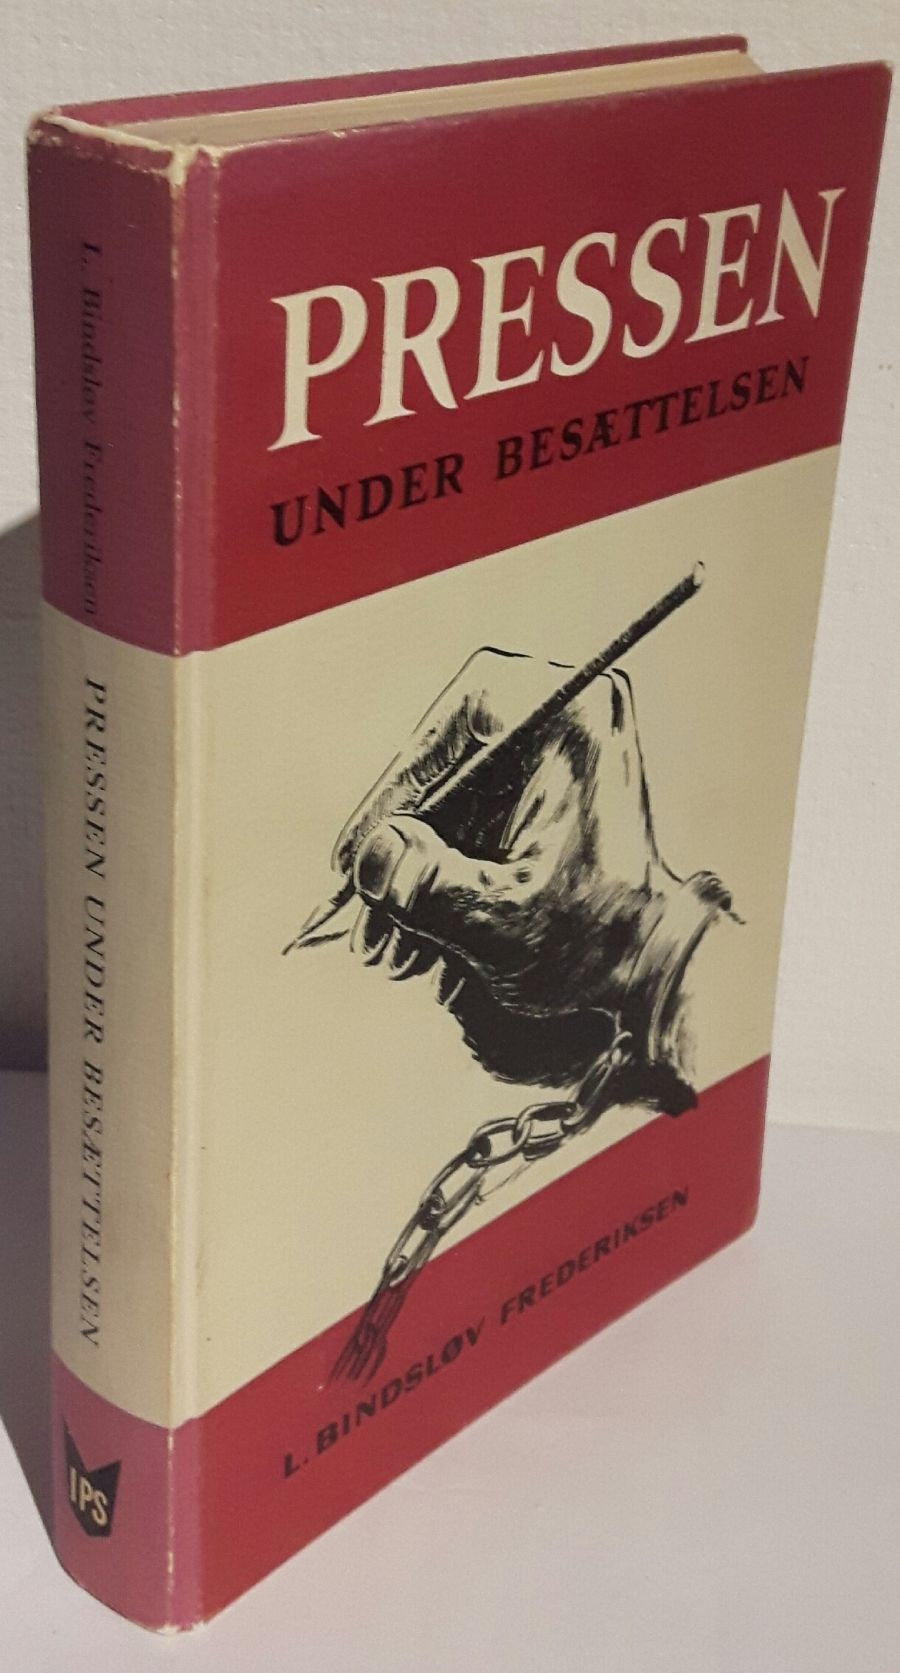 PRESSEN
UNDER BESÆTTELSEN
L. BINDSLØV FREDERIKSEN
L. Bindsløv Frederiksen
PRESSEN UNDER BESÆTTELSEN
IPS